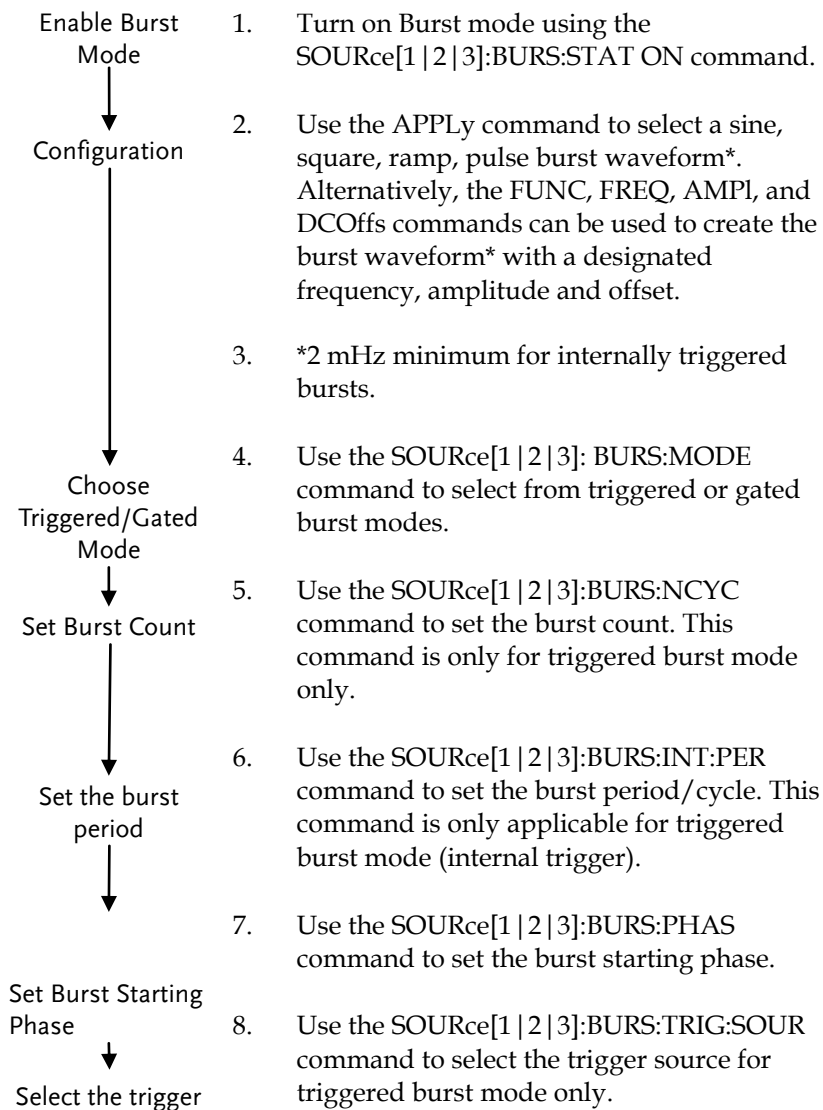 Enable Burst
Mode
1. Turn on Burst mode using the
SOURce[1|2|3]:BURS:STAT ON command.
Configuration
2. Use the APPLy command to select a sine,
square, ramp, pulse burst waveform*.
Alternatively, the FUNC, FREQ, AMPl, and
DCOffs commands can be used to create the
burst waveform* with a designated
frequency, amplitude and offset.
3. *2 mHz minimum for internally triggered
bursts.
Choose
Triggered/Gated
Mode
4. Use the SOURce[1|2|3]: BURS:MODE
command to select from triggered or gated
burst modes.
Set Burst Count
5. Use the SOURce[1|2|3]:BURS:NCYC
command to set the burst count. This
command is only for triggered burst mode
only.
Set the burst
period
6. Use the SOURce[1|2|3]:BURS:INT:PER
command to set the burst period/cycle. This
command is only applicable for triggered
burst mode (internal trigger).
Set Burst Starting
Phase
7. Use the SOURce[1|2|3]:BURS:PHAS
command to set the burst starting phase.
Select the trigger
8. Use the SOURce[1|2|3]:BURS:TRIG:SOUR
command to select the trigger source for
triggered burst mode only.